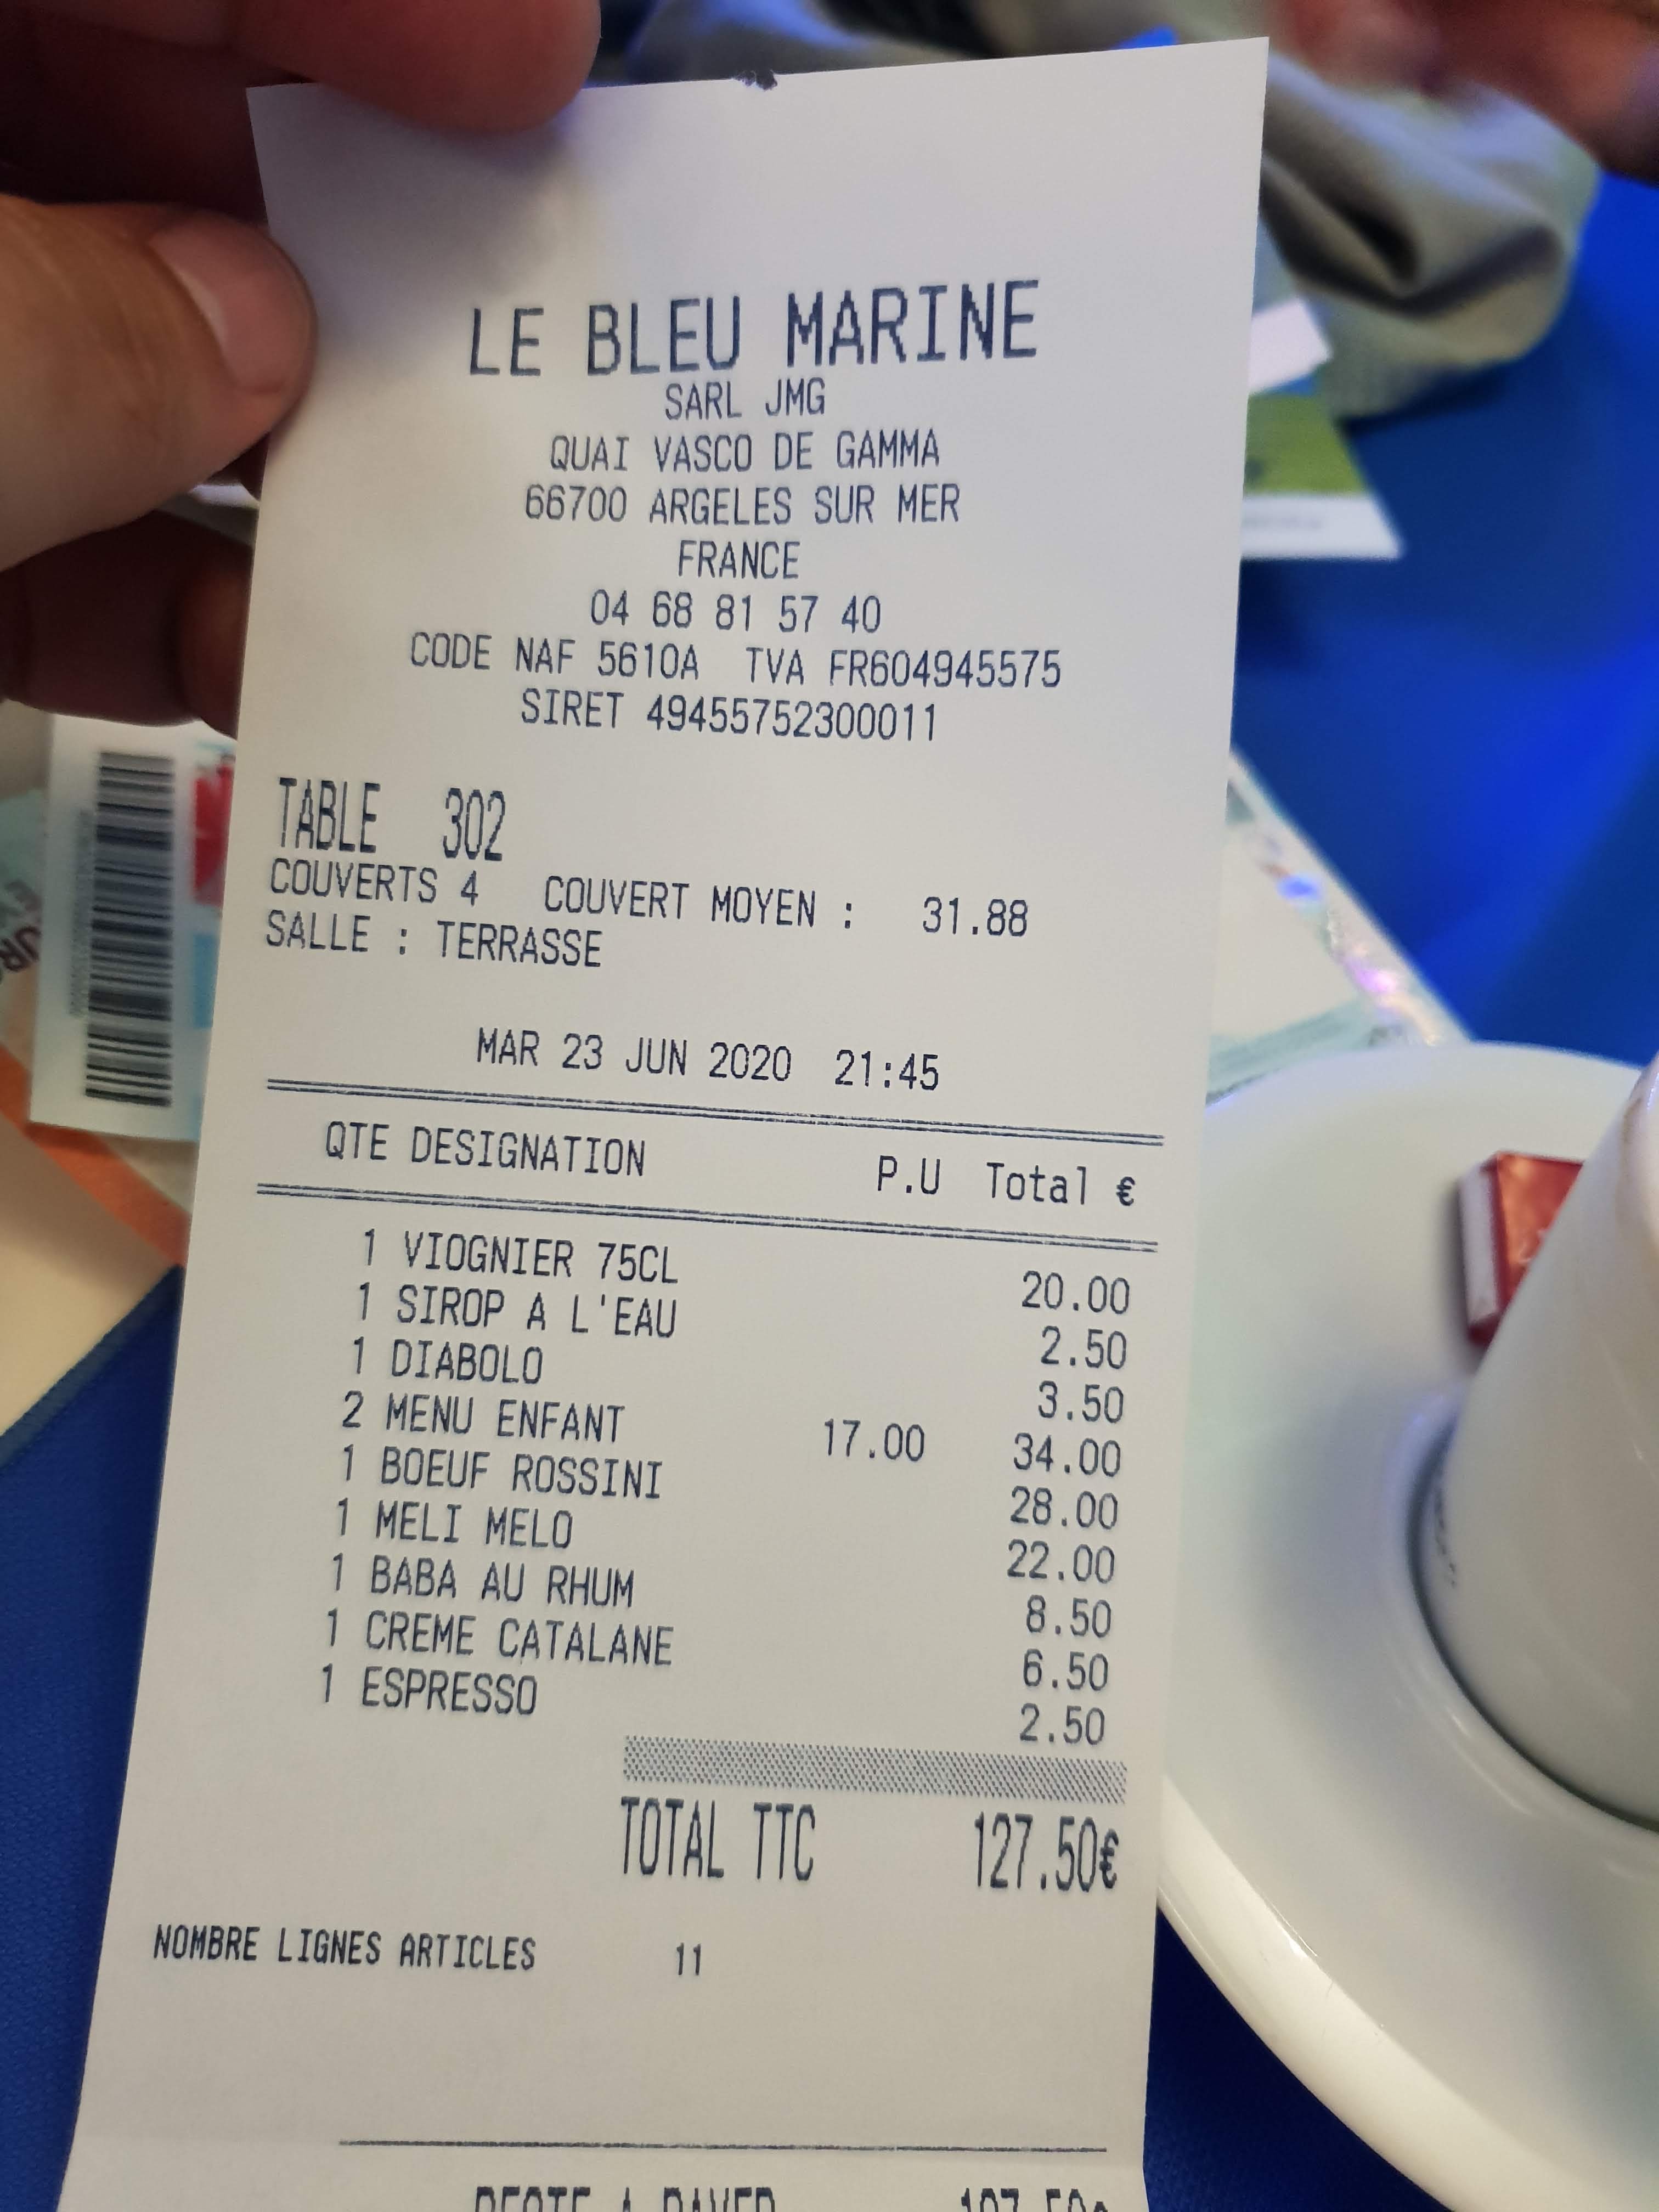 LE BLEU MARINE
SARL JMG
QUAI VASCO DE GAMMA
66700 ARGELES SUR MER
FRANCE
04 68 81 57 40
CODE NAF 5610A TVA FR604945575
SIRET 49455752300011
TABLE 302
COUVERTS 4 COUVERT MOYEN : 31.88
SALLE : TERRASSE
MAR 23 JUN 2020 21:45
QTE DESIGNATION P.U Total €
1 VIOGNIER 75CL 20.00
1 SIROP A L'EAU 2.50
1 DIABOLO 3.50
2 MENU ENFANT 17.00 34.00
1 BOEUF ROSSINI 28.00
1 MELI MELO 22.00
1 BABA AU RHUM 8.50
1 CREME CATALANE 6.50
1 ESPRESSO 2.50
TOTAL TTC 127.50€
NOMBRE LIGNES ARTICLES 11
RESTE A PAYER 127.50€